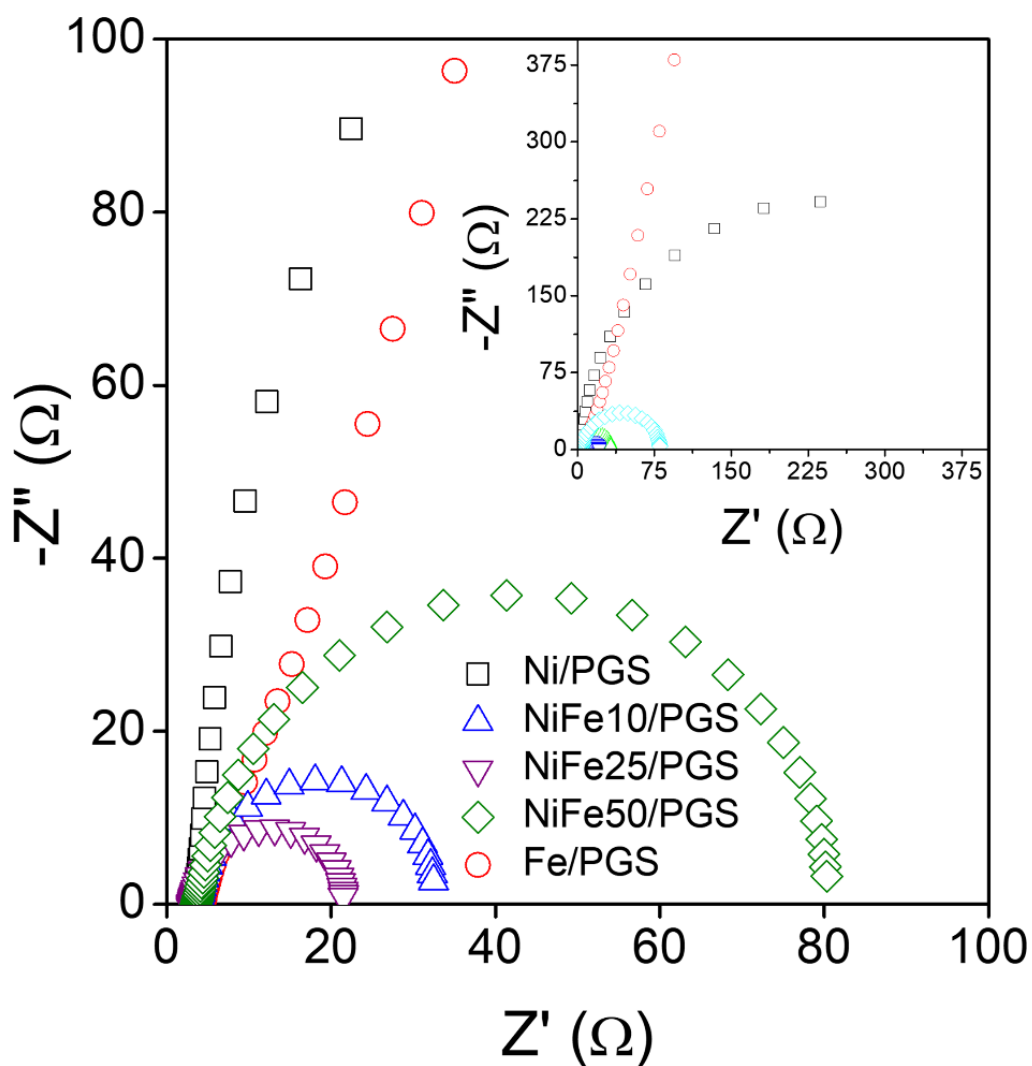 100
80
60
40
20
0
-Z" (Ω)
0 20 40 60 80 100
Z' (Ω)
375
300
225
150
75
0
-Z" (Ω)
0 75 150 225 300 375
Z' (Ω)
Ni/PGS
NiFe10/PGS
NiFe25/PGS
NiFe50/PGS
Fe/PGS